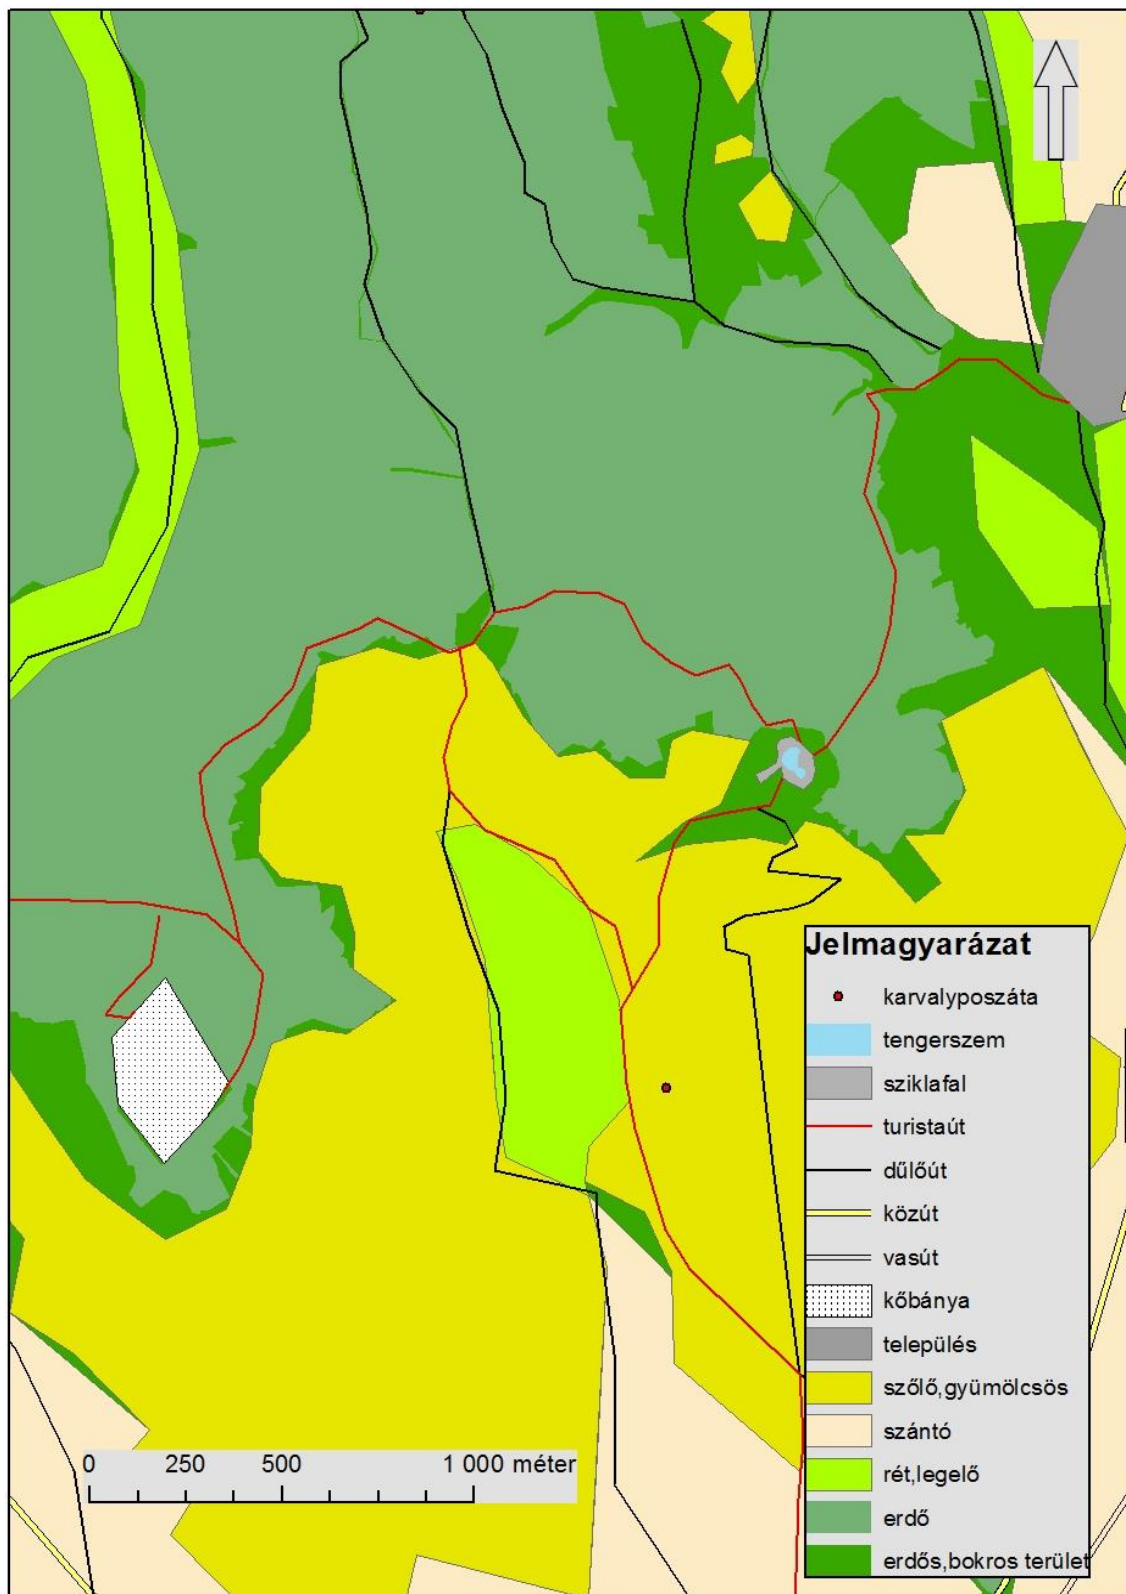 Jelmagyarázat
karvalyposzáta
tengerszem
sziklafal
turistaút
dűlőút
közút
vasút
kőbánya
település
szőlő,gyümölcsös
szántó
rét,legelő
erdő
erdős,bokros terület
0 250 500 1 000 méter